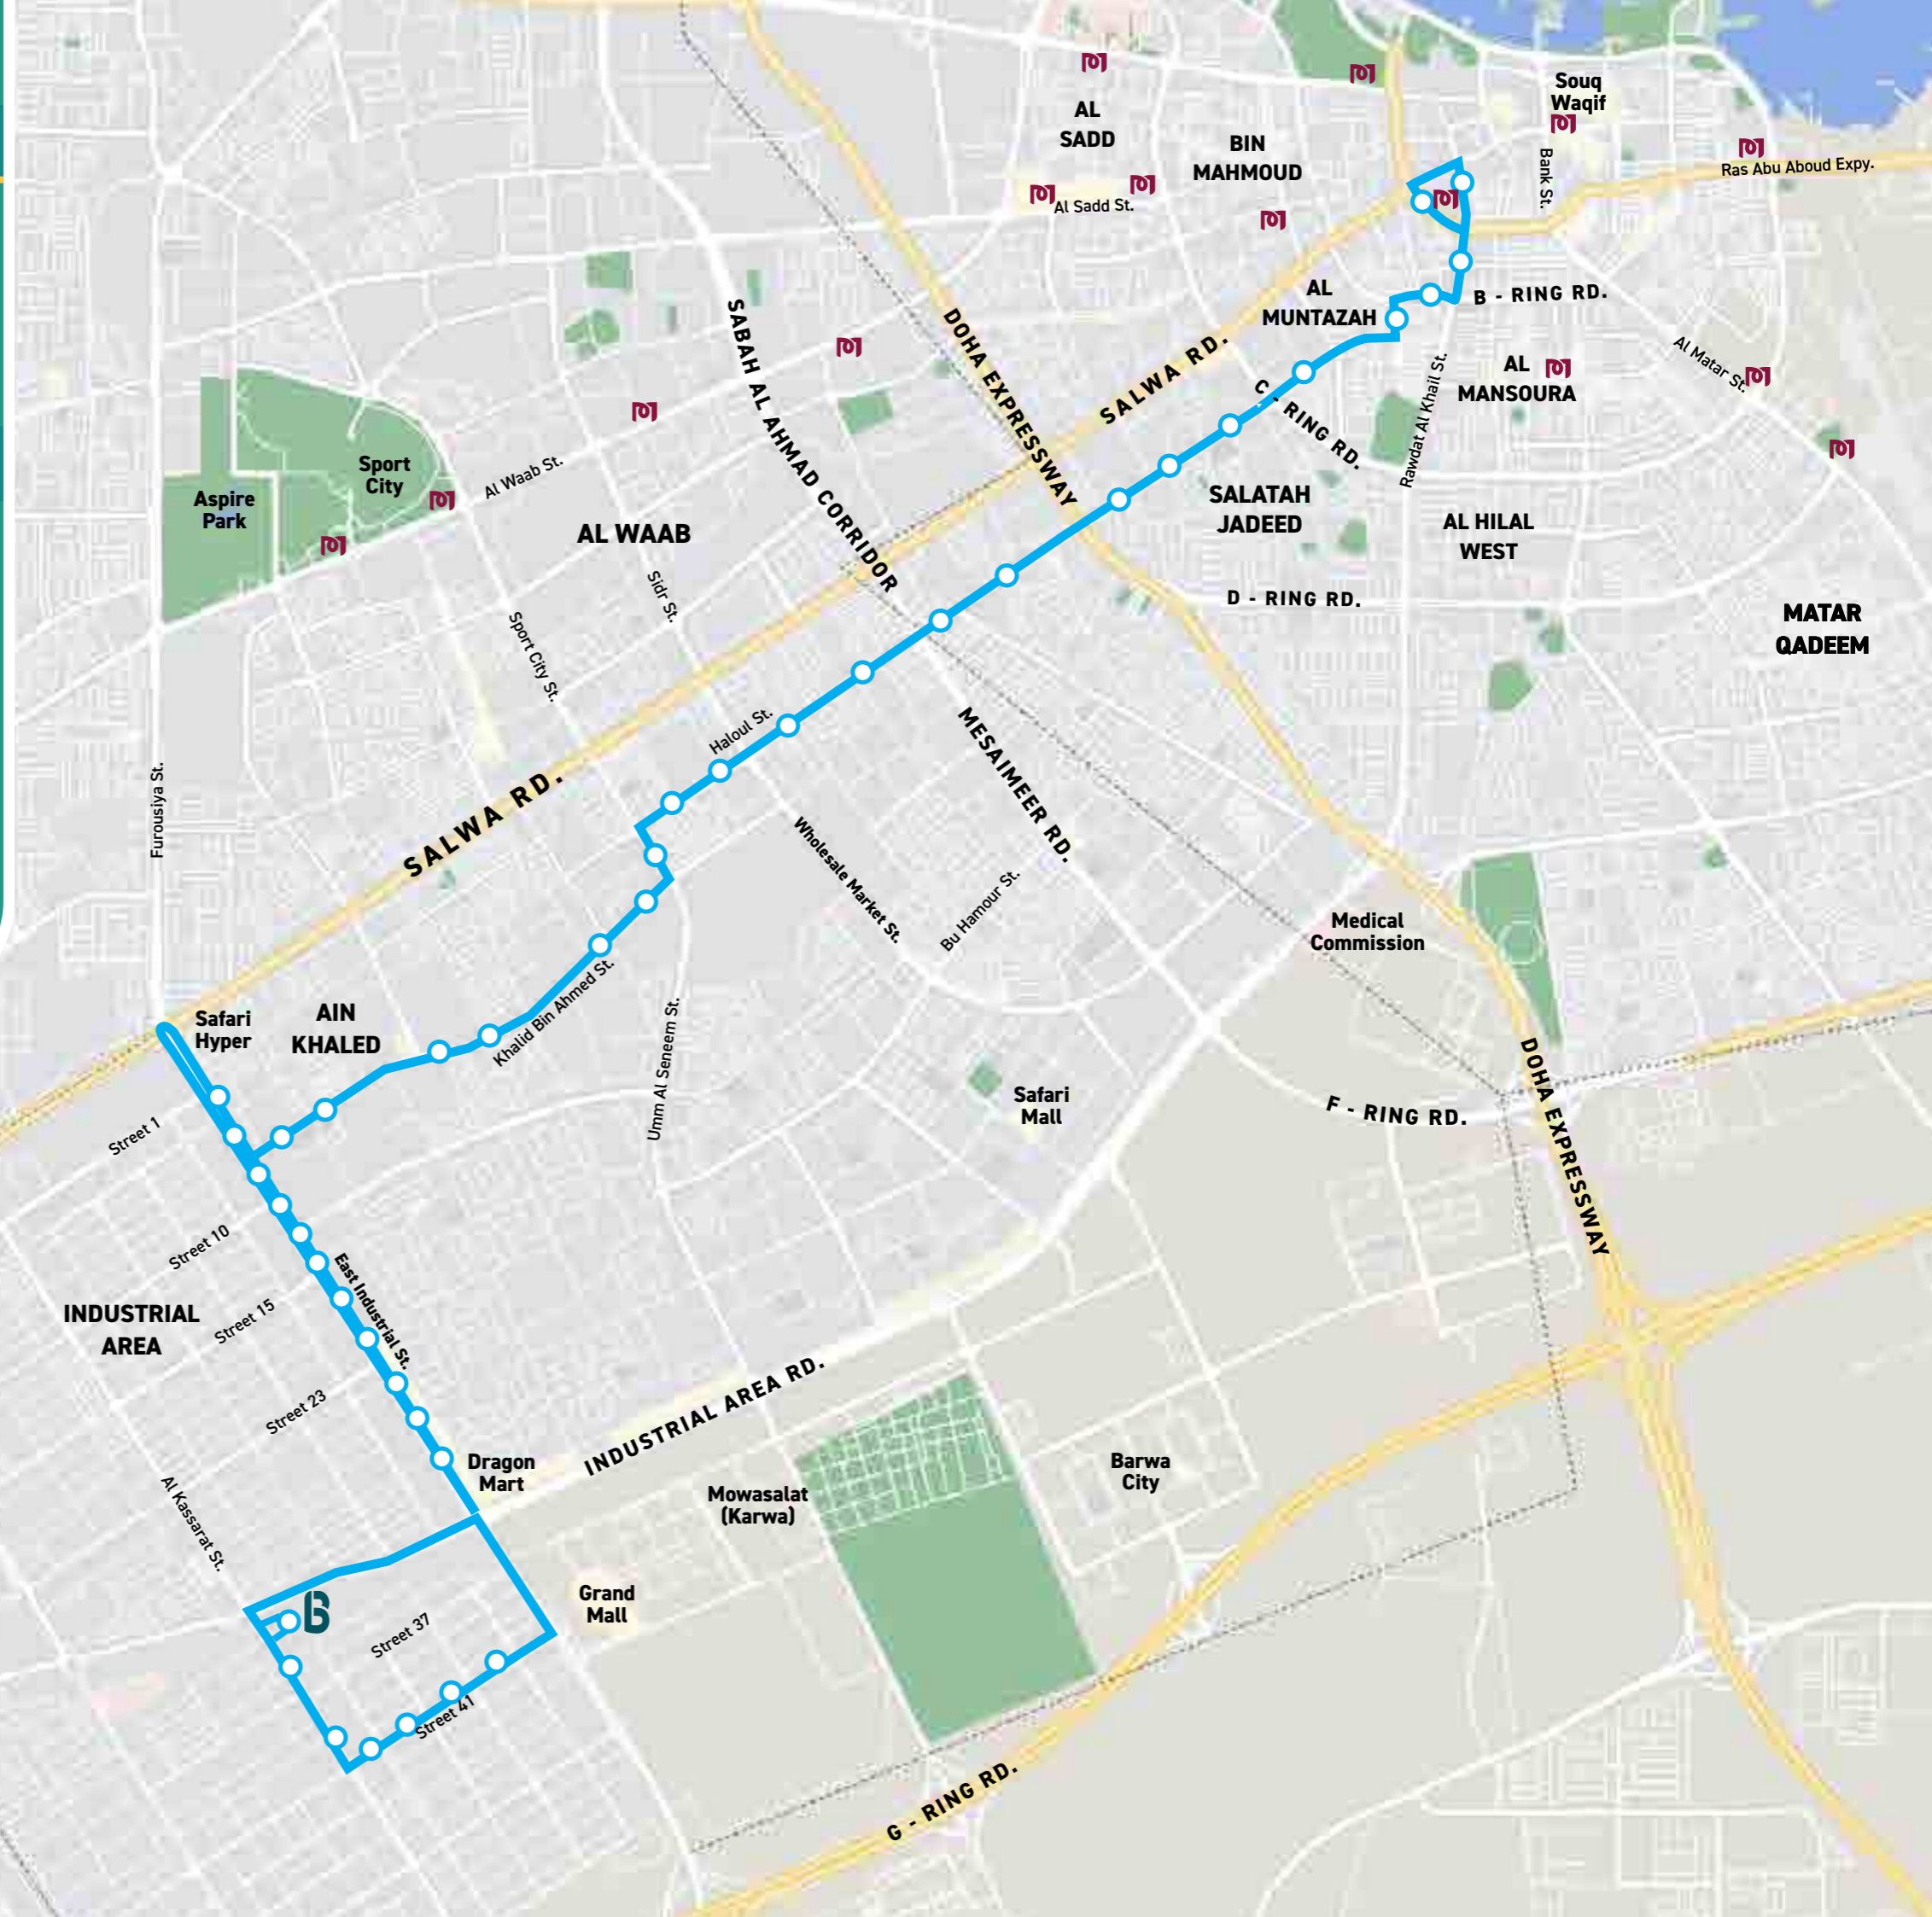 Souq
Waqif
AL
SADD
BIN
MAHMOUD
Bank St.
Ras Abu Aboud Expy.
Al Sadd St.
AL
MUNTAZAH
B - RING RD.
SABAH AL AHMAD CORRIDOR
DOHA EXPRESSWAY
SALWA RD.
Al Matar St.
AL
MANSOURA
C - RING RD.
Rawdat Al Khail St.
Sport
City
Al Waab St.
Aspire
Park
AL WAAB
SALATAH
JADEED
AL HILAL
WEST
Sidr St.
D - RING RD.
MATAR
QADEEM
Sport City St.
Haloul St.
MESAIMEER RD.
Furousiya St.
SALWA RD.
Wholesale Market St.
Bu Hamour St.
Medical
Commission
Khalid Bin Ahmed St.
Safari
Hyper
AIN
KHALED
Umm Al Seneem St.
Safari
Mall
F - RING RD.
DOHA EXPRESSWAY
Street 1
Street 10
East Industrial St.
INDUSTRIAL
AREA
Street 15
Street 23
INDUSTRIAL AREA RD.
Dragon
Mart
Barwa
City
Mowasalat
(Karwa)
Al Kassarat St.
Grand
Mall
B
Street 37
Street 41
G - RING RD.